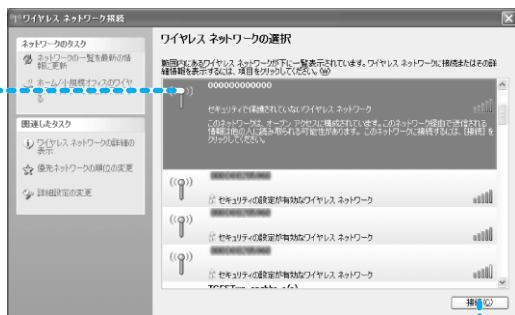 ワイヤレス ネットワーク接続
ネットワークのタスク
ネットワークの一覧を最新の情報に更新
ホーム/小規模オフィスのワイヤ
る
関連したタスク
ワイヤレス ネットワークの詳細の表示
優先ネットワークの順位の変更
詳細設定の変更
ワイヤレス ネットワークの選択
範囲内にあるワイヤレス ネットワークが下に一覧表示されています。ワイヤレス ネットワークに接続またはその詳
細情報を表示するには、項目をクリックしてください。(W)
000000000000
セキュリティで保護されていないワイヤレス ネットワーク
このネットワークは、オープン アクセスに構成されています。このネットワーク経由で送信される
情報は他の人に読み取られる可能性があります。このネットワークに接続するには、[接続] を
クリックしてください。
セキュリティの設定が有効なワイヤレス ネットワーク
セキュリティの設定が有効なワイヤレス ネットワーク
セキュリティの設定が有効なワイヤレス ネットワーク
接続(C)